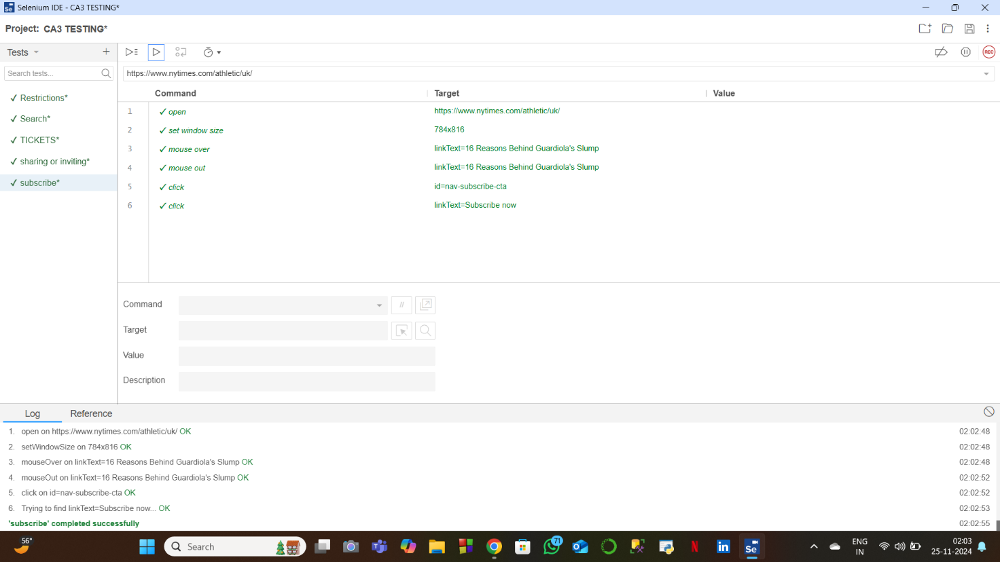 Selenium IDE - CA3 TESTING*
Project: CA3 TESTING*
Tests
Search tests...
✓ Restrictions*
✓ Search*
✓ TICKETS*
✓ sharing or inviting*
✓ subscribe*
REC
https://www.nytimes.com/athletic/uk/
Command Target Value
1 ✓ open https://www.nytimes.com/athletic/uk/
2 ✓ set window size 784x816
3 ✓ mouse over linkText=16 Reasons Behind Guardiola's Slump
4 ✓ mouse out linkText=16 Reasons Behind Guardiola's Slump
5 ✓ click id=nav-subscribe-cta
6 ✓ click linkText=Subscribe now
Command //
Target
Value
Description
Log Reference
1. open on https://www.nytimes.com/athletic/uk/ OK 02:02:48
2. setWindowSize on 784x816 OK 02:02:48
3. mouseOver on linkText=16 Reasons Behind Guardiola's Slump OK 02:02:48
4. mouseOut on linkText=16 Reasons Behind Guardiola's Slump OK 02:02:52
5. click on id=nav-subscribe-cta OK 02:02:52
6. Trying to find linkText=Subscribe now... OK 02:02:53
'subscribe' completed successfully 02:02:55
56°
Search
71
Se
ENG
IN
02:03
25-11-2024